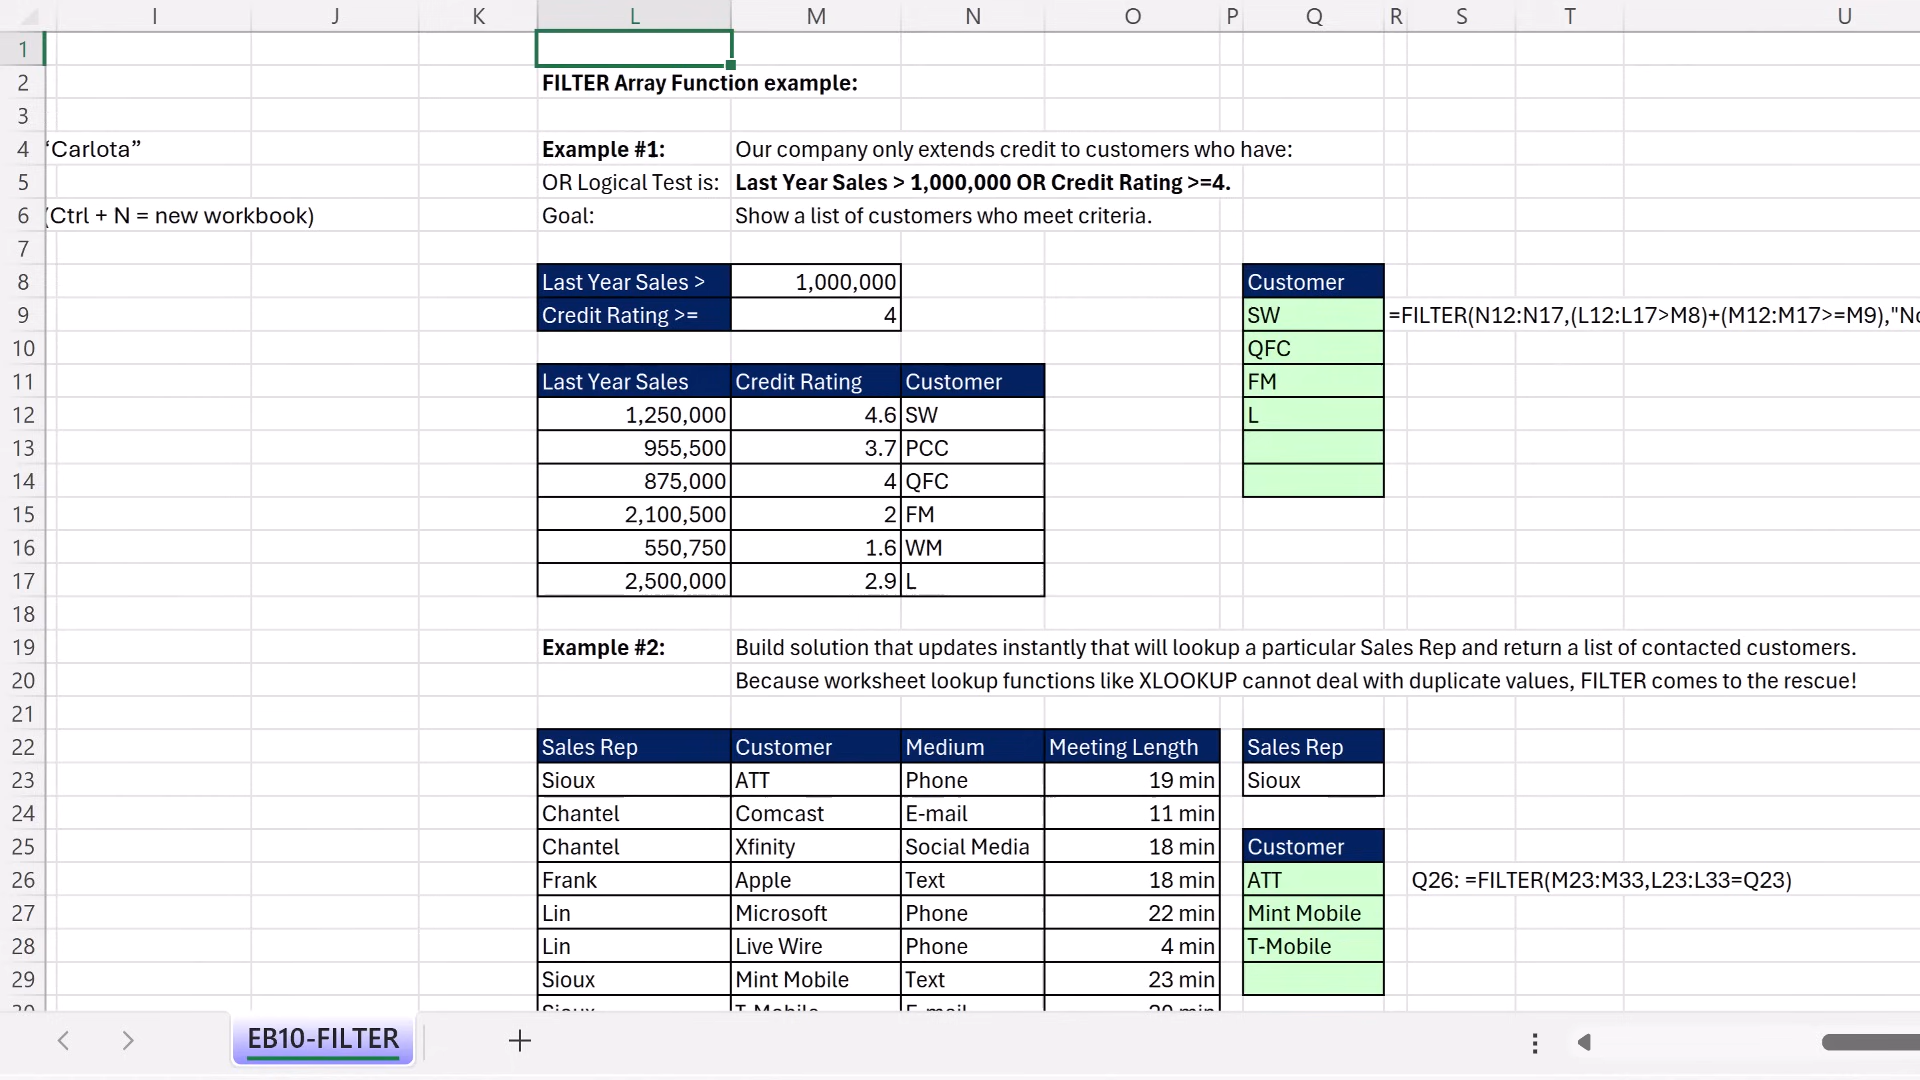 I J K L M N O P Q R S T U
1
2 FILTER Array Function example:
3
4 “Carlota” Example #1: Our company only extends credit to customers who have:
5 OR Logical Test is: Last Year Sales > 1,000,000 OR Credit Rating >=4.
6 (Ctrl + N = new workbook) Goal: Show a list of customers who meet criteria.
7
8 Last Year Sales > 1,000,000 Customer
9 Credit Rating >= 4 SW =FILTER(N12:N17,(L12:L17>M8)+(M12:M17>=M9),"No
10 QFC
11 Last Year Sales Credit Rating Customer FM
12 1,250,000 4.6 SW L
13 955,500 3.7 PCC
14 875,000 4 QFC
15 2,100,500 2 FM
16 550,750 1.6 WM
17 2,500,000 2.9 L
18
19 Example #2: Build solution that updates instantly that will lookup a particular Sales Rep and return a list of contacted customers.
20 Because worksheet lookup functions like XLOOKUP cannot deal with duplicate values, FILTER comes to the rescue!
21
22 Sales Rep Customer Medium Meeting Length Sales Rep
23 Sioux ATT Phone 19 min Sioux
24 Chantel Comcast E-mail 11 min
25 Chantel Xfinity Social Media 18 min Customer
26 Frank Apple Text 18 min ATT Q26: =FILTER(M23:M33,L23:L33=Q23)
27 Lin Microsoft Phone 22 min Mint Mobile
28 Lin Live Wire Phone 4 min T-Mobile
29 Sioux Mint Mobile Text 23 min
EB10-FILTER